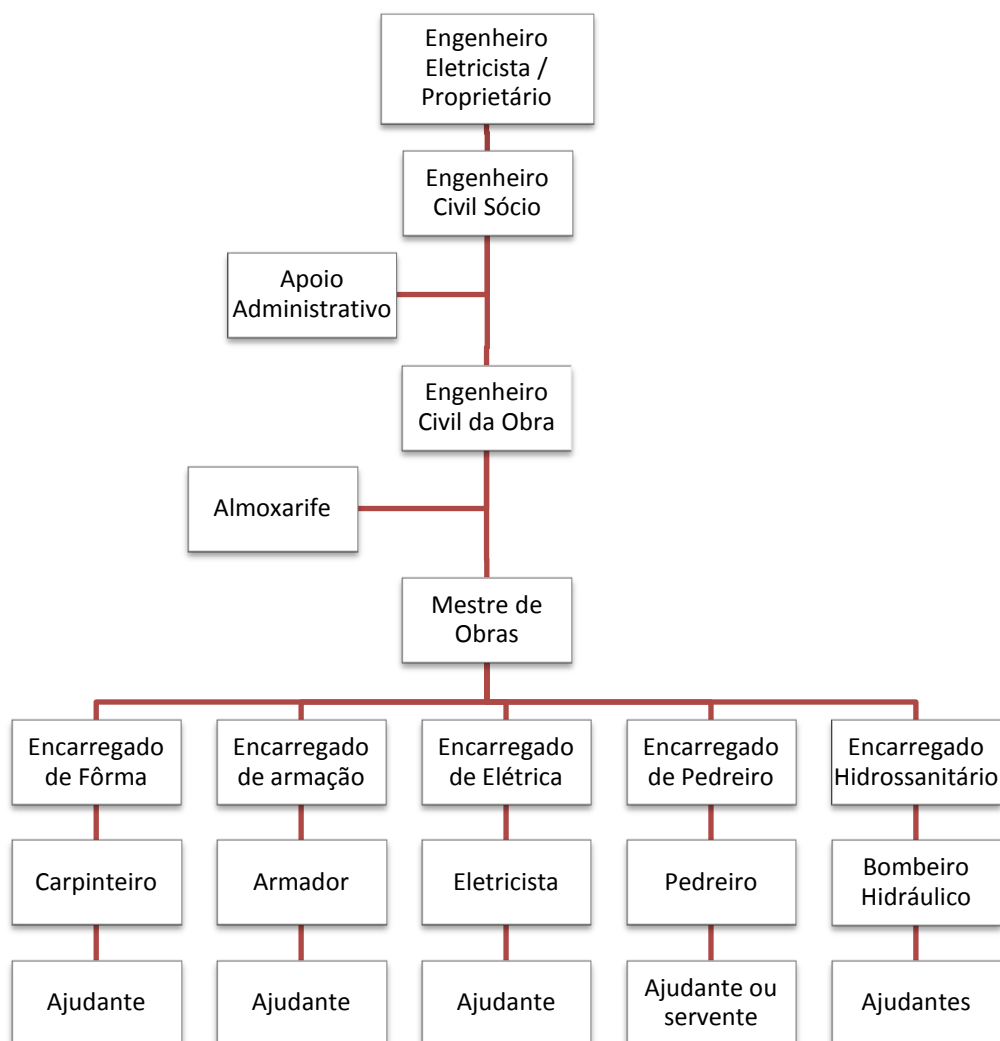 Engenheiro
Eletricista /
Proprietário
Engenheiro
Civil Sócio
Apoio
Administrativo
Engenheiro
Civil da Obra
Almoxarife
Mestre de
Obras
Encarregado
de Fôrma
Encarregado
de armação
Encarregado
de Elétrica
Encarregado
de Pedreiro
Encarregado
Hidrossanitário
Carpinteiro
Armador
Eletricista
Pedreiro
Bombeiro
Hidráulico
Ajudante
Ajudante
Ajudante
Ajudante ou
servente
Ajudantes